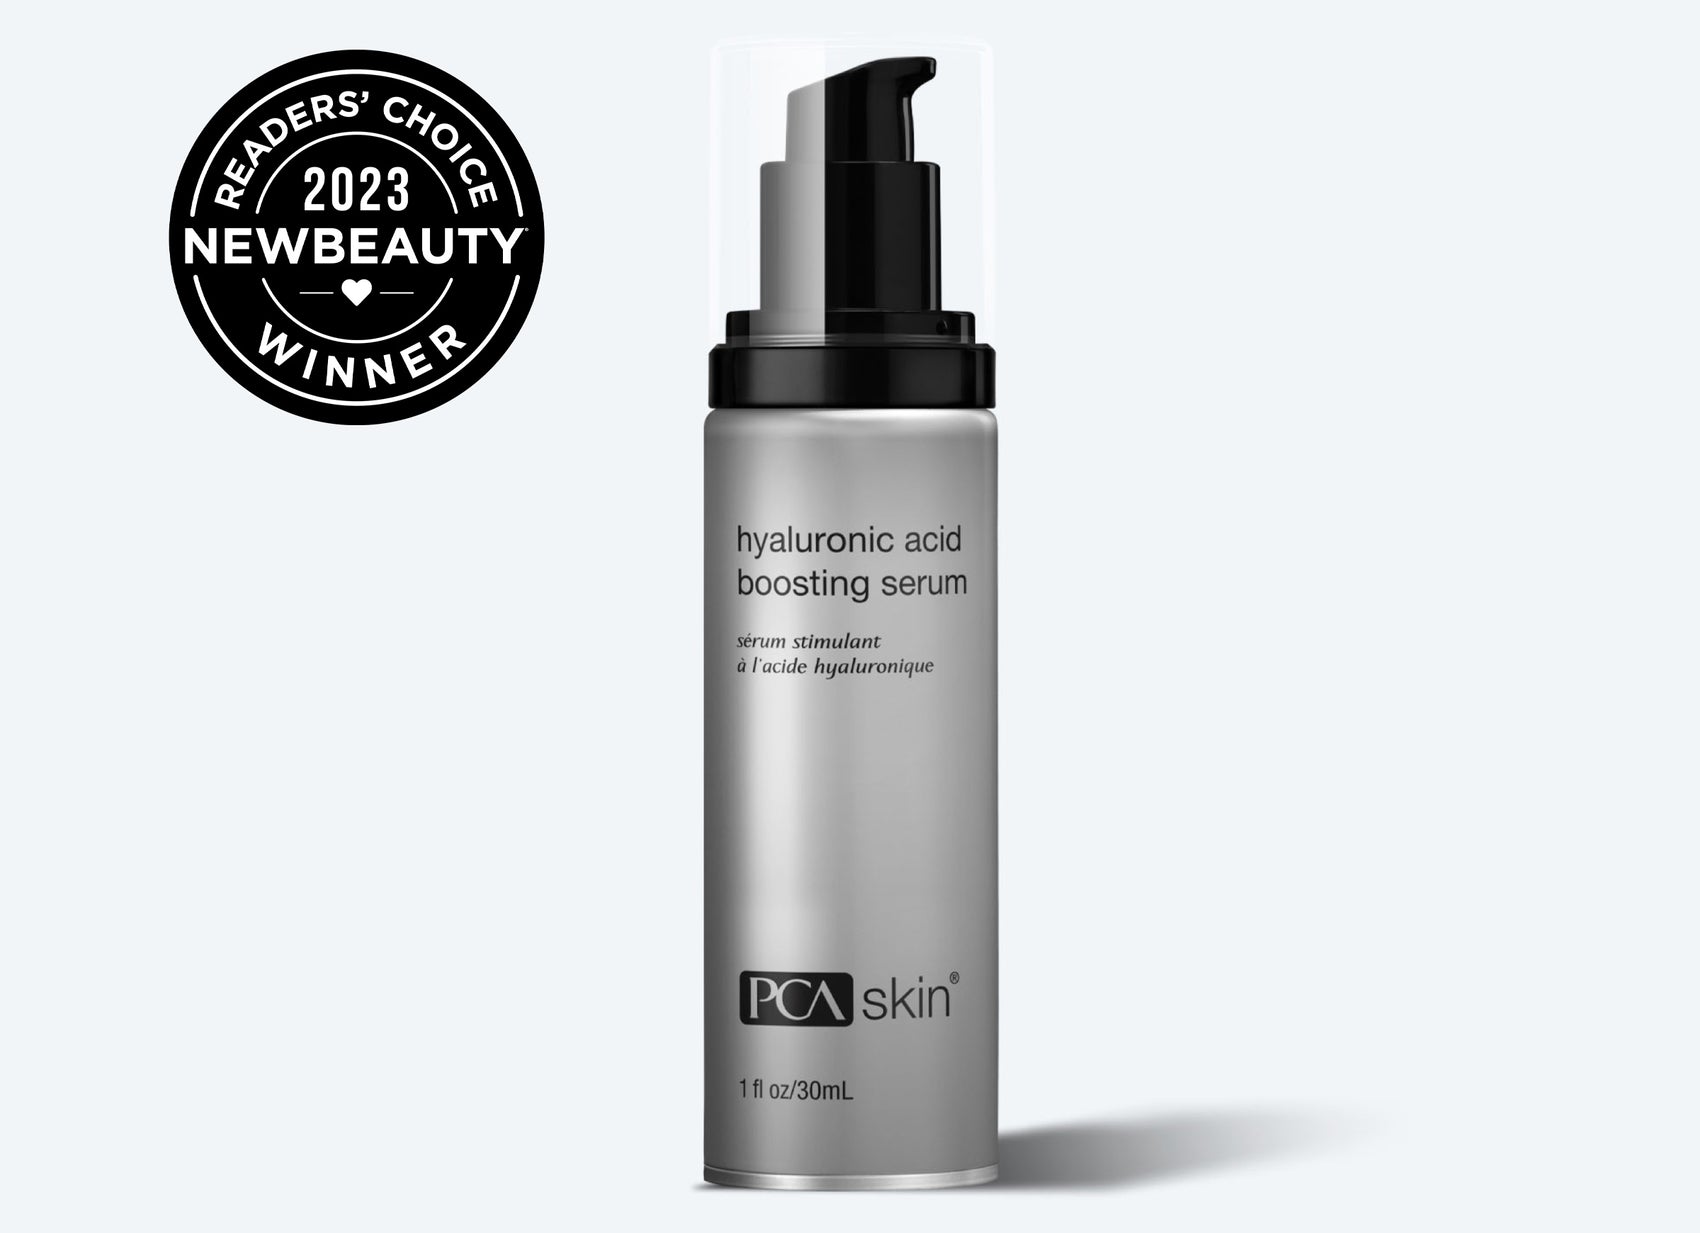 READERS' CHOICE
2023
NEWBEAUTY®
WINNER
hyaluronic acid
boosting serum
sérum stimulant
à l'acide hyaluronique
PCA skin®
1 fl oz/30mL